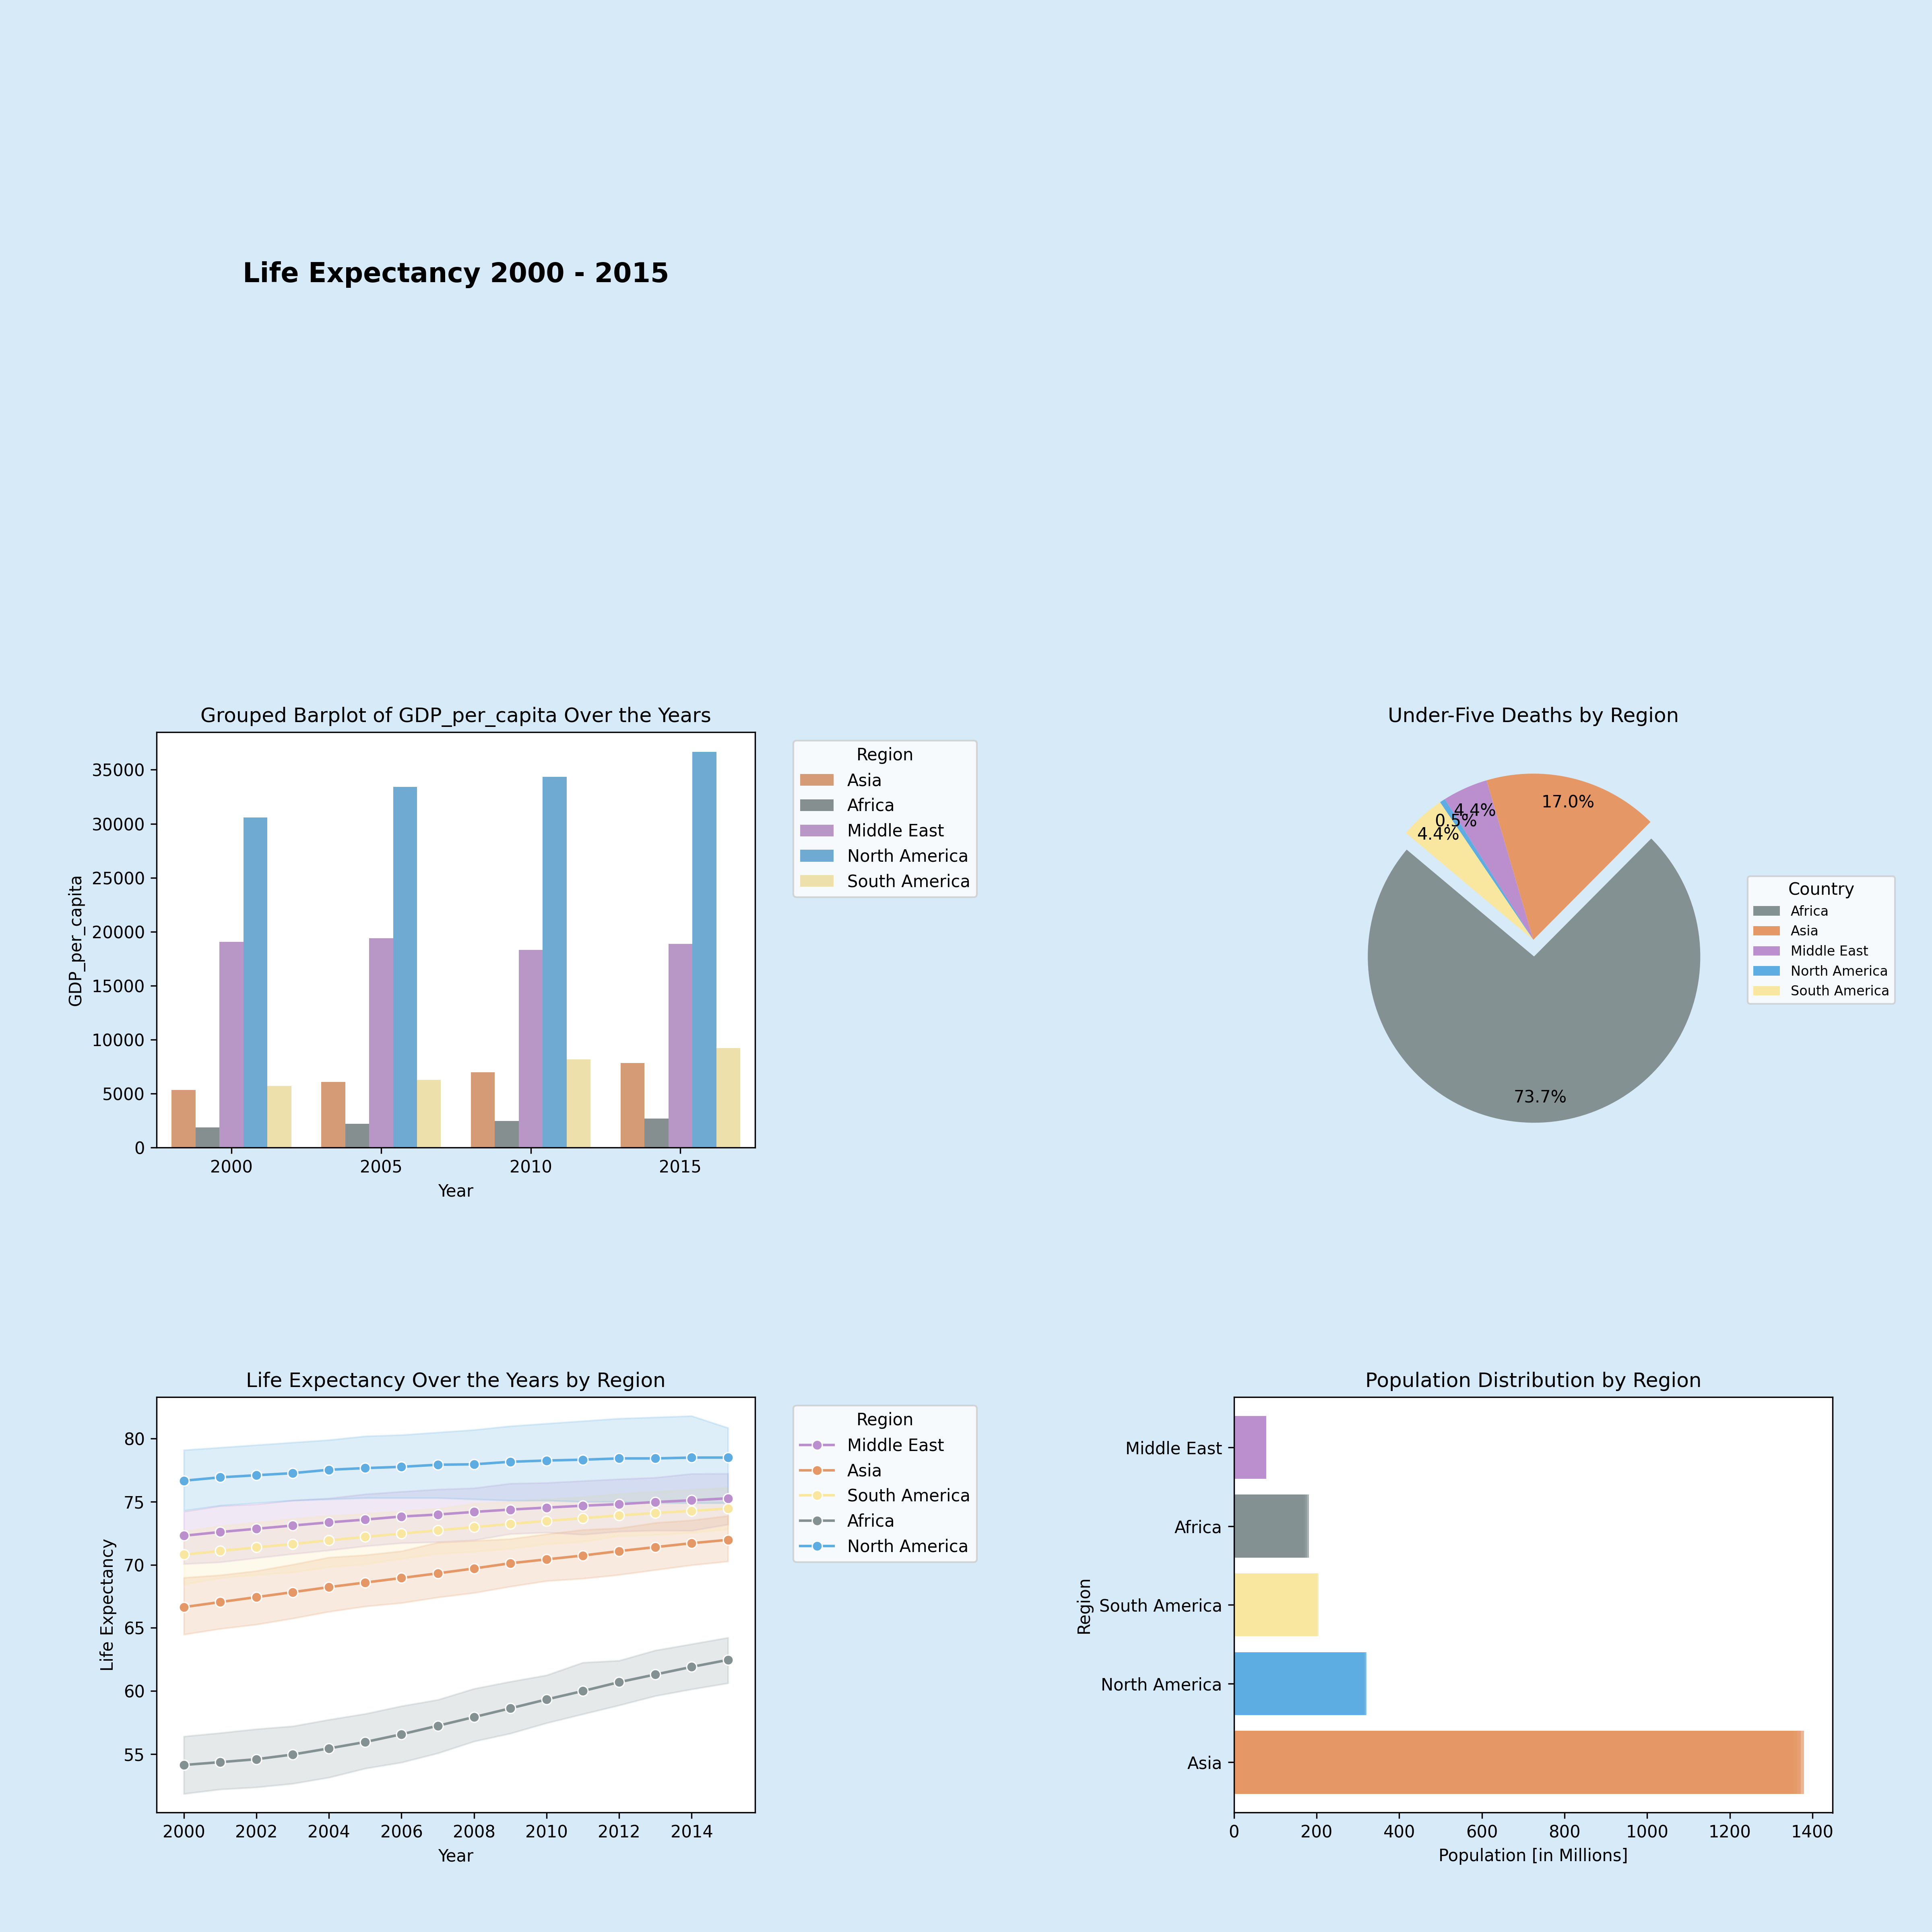 Life Expectancy 2000 - 2015
Grouped Barplot of GDP_per_capita Over the Years
GDP_per_capita
35000
30000
25000
20000
15000
10000
5000
0
2000 2005 2010 2015
Year
Region
Asia
Africa
Middle East
North America
South America
Under-Five Deaths by Region
17.0%
4.4%
0.5%
4.4%
73.7%
Country
Africa
Asia
Middle East
North America
South America
Life Expectancy Over the Years by Region
Life Expectancy
80
75
70
65
60
55
2000 2002 2004 2006 2008 2010 2012 2014
Year
Region
Middle East
Asia
South America
Africa
North America
Population Distribution by Region
Region
Middle East
Africa
South America
North America
Asia
0 200 400 600 800 1000 1200 1400
Population [in Millions]